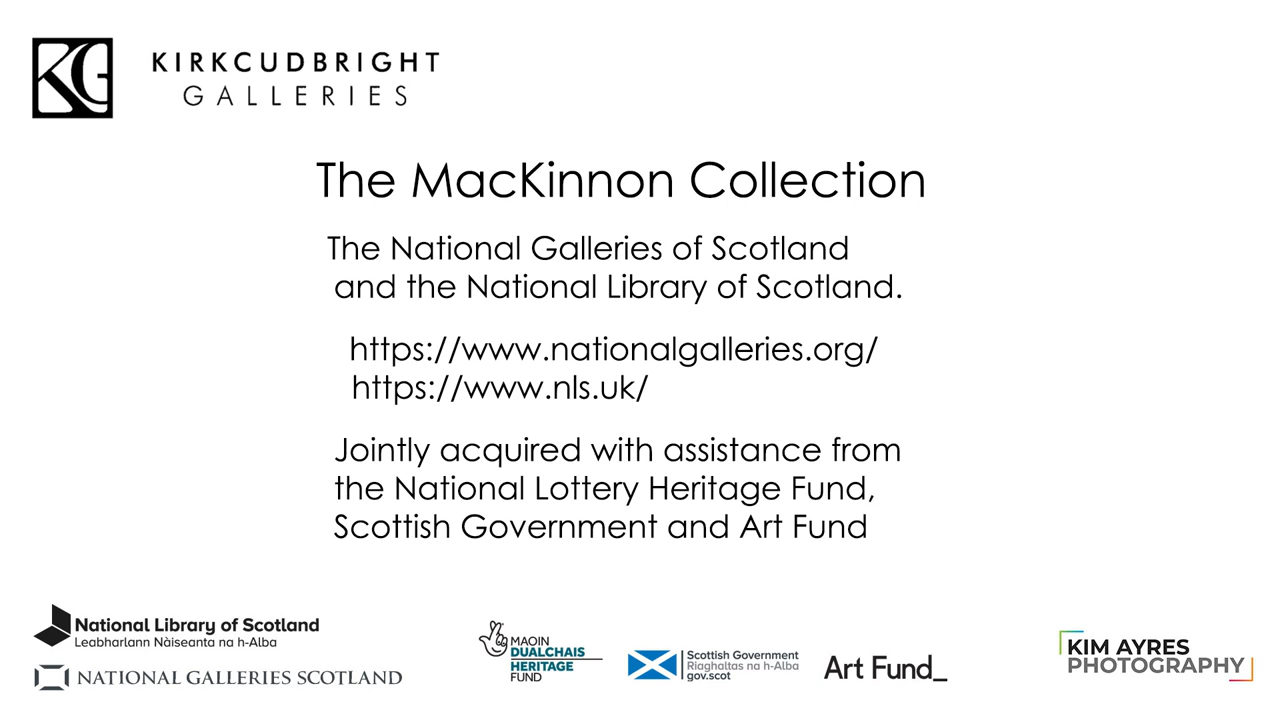 KIRKCUDBRIGHT
GALLERIES
The MacKinnon Collection
The National Galleries of Scotland
and the National Library of Scotland.
https://www.nationalgalleries.org/
https://www.nls.uk/
Jointly acquired with assistance from
the National Lottery Heritage Fund,
Scottish Government and Art Fund
National Library of Scotland
Leabharlann Nàiseanta na h-Alba
NATIONAL GALLERIES SCOTLAND
MAOIN
DUALCHAIS
HERITAGE
FUND
Scottish Government
Riaghaltas na h-Alba
gov.scot
Art Fund_
KIM AYRES
PHOTOGRAPHY